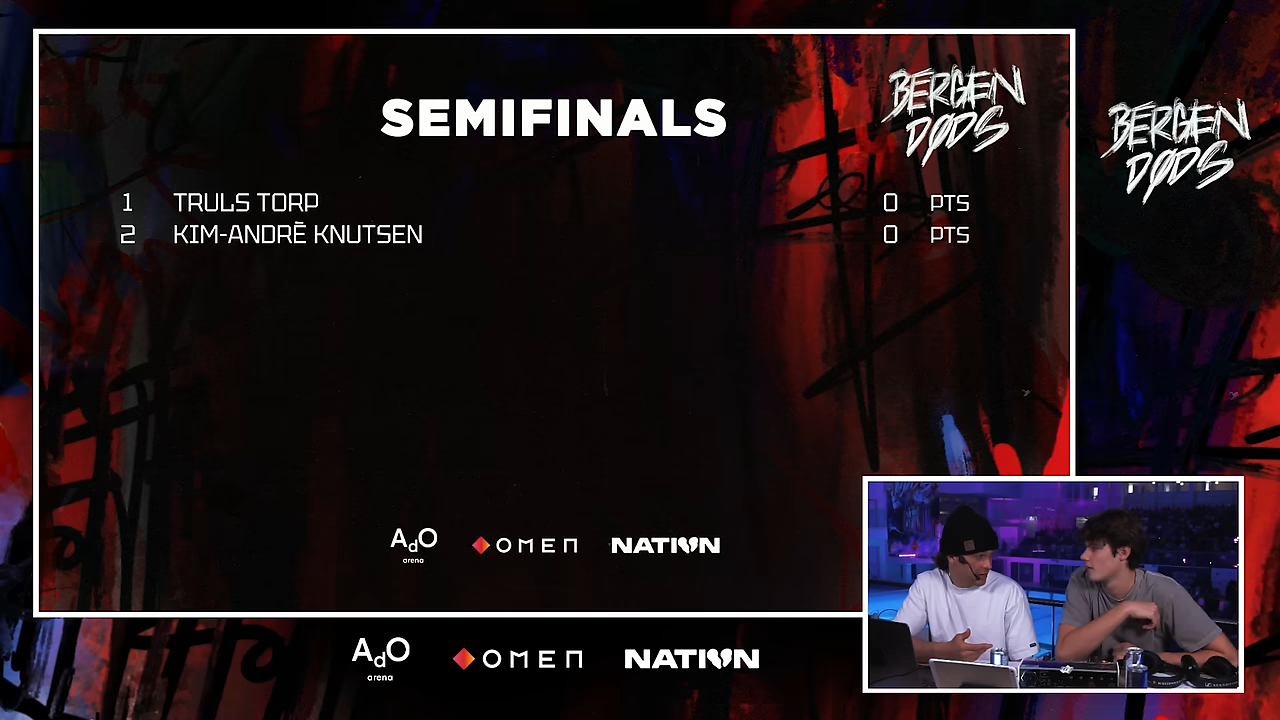 SEMIFINALS
BERGEN
DØDS
BERGEN
DØDS
1 TRULS TORP 0 PTS
2 KIM-ANDRÈ KNUTSEN 0 PTS
AdO
arena
OMEN
NATION
AdO
arena
OMEN
NATION